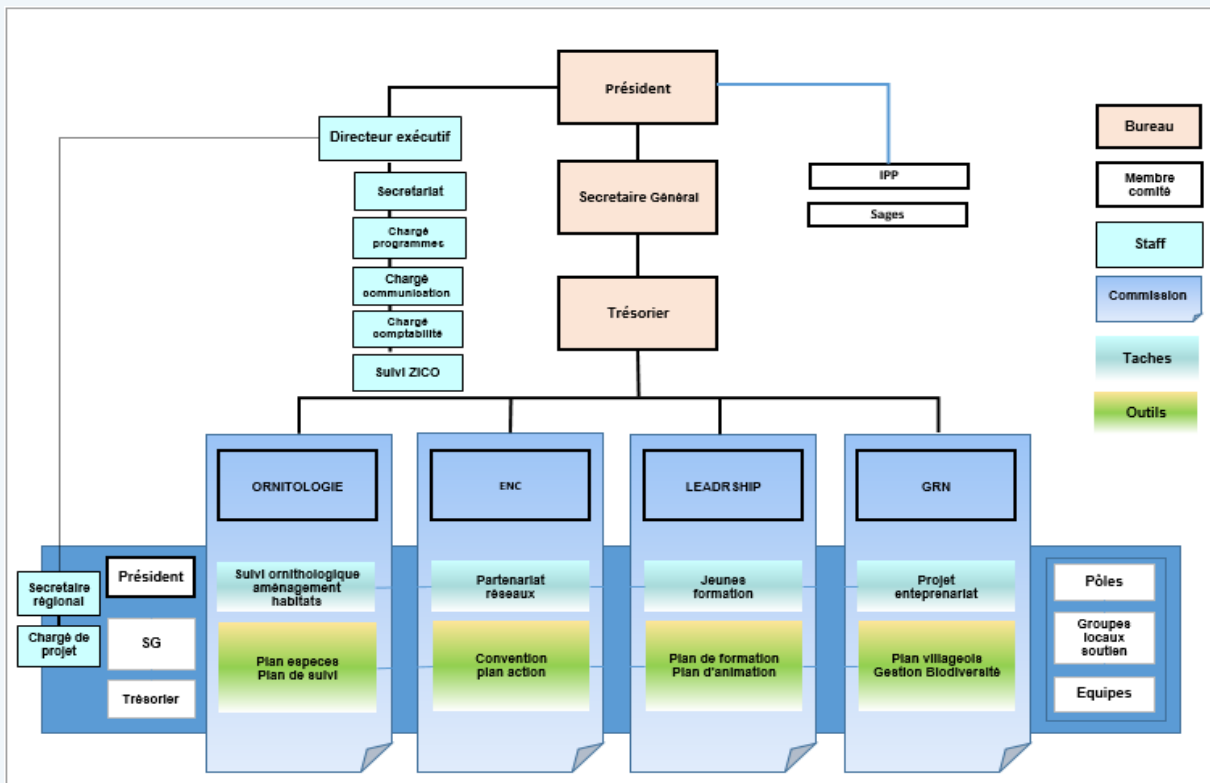 Président
Directeur exécutif
Secrétariat
Chargé
programmes
Chargé
communication
Chargé
comptabilité
Suivi ZICO
Secretaire Général
Trésorier
IPP
Sages
Bureau
Membre
comité
Staff
Commission
Taches
Outils
ORNITOLOGIE
ENC
LEADRSHIP
GRN
Secretaire
régional
Chargé de
projet
Président
SG
Trésorier
Suivi ornithologique
aménagement
habitats
Partenariat
réseaux
Jeunes
formation
Projet
enteprenariat
Plan especes
Plan de suivi
Convention
plan action
Plan de formation
Plan d'animation
Plan villageois
Gestion Biodiversité
Pôles
Groupes
locaux
soutien
Equipes